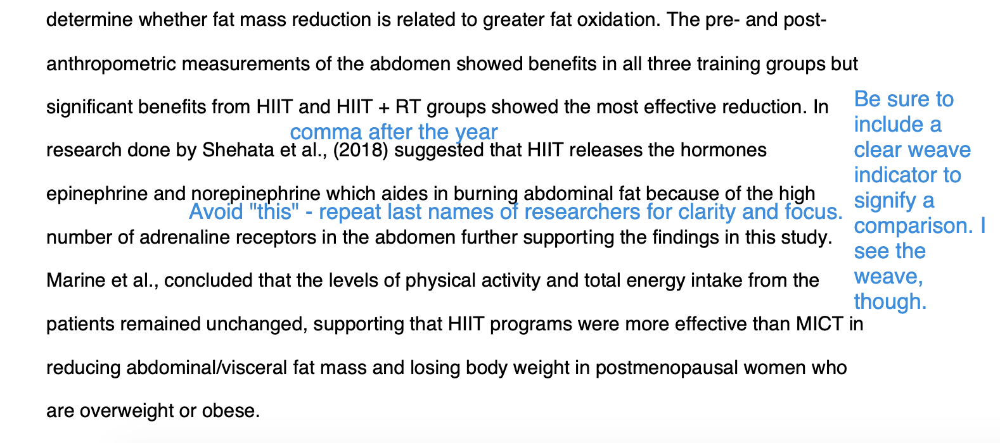 determine whether fat mass reduction is related to greater fat oxidation. The pre- and post-
anthropometric measurements of the abdomen showed benefits in all three training groups but
significant benefits from HIIT and HIIT + RT groups showed the most effective reduction. In
comma after the year
research done by Shehata et al., (2018) suggested that HIIT releases the hormones
epinephrine and norepinephrine which aides in burning abdominal fat because of the high
Avoid "this" - repeat last names of researchers for clarity and focus.
number of adrenaline receptors in the abdomen further supporting the findings in this study.
Marine et al., concluded that the levels of physical activity and total energy intake from the
patients remained unchanged, supporting that HIIT programs were more effective than MICT in
reducing abdominal/visceral fat mass and losing body weight in postmenopausal women who
are overweight or obese.
Be sure to
include a
clear weave
indicator to
signify a
comparison. I
see the
weave,
though.